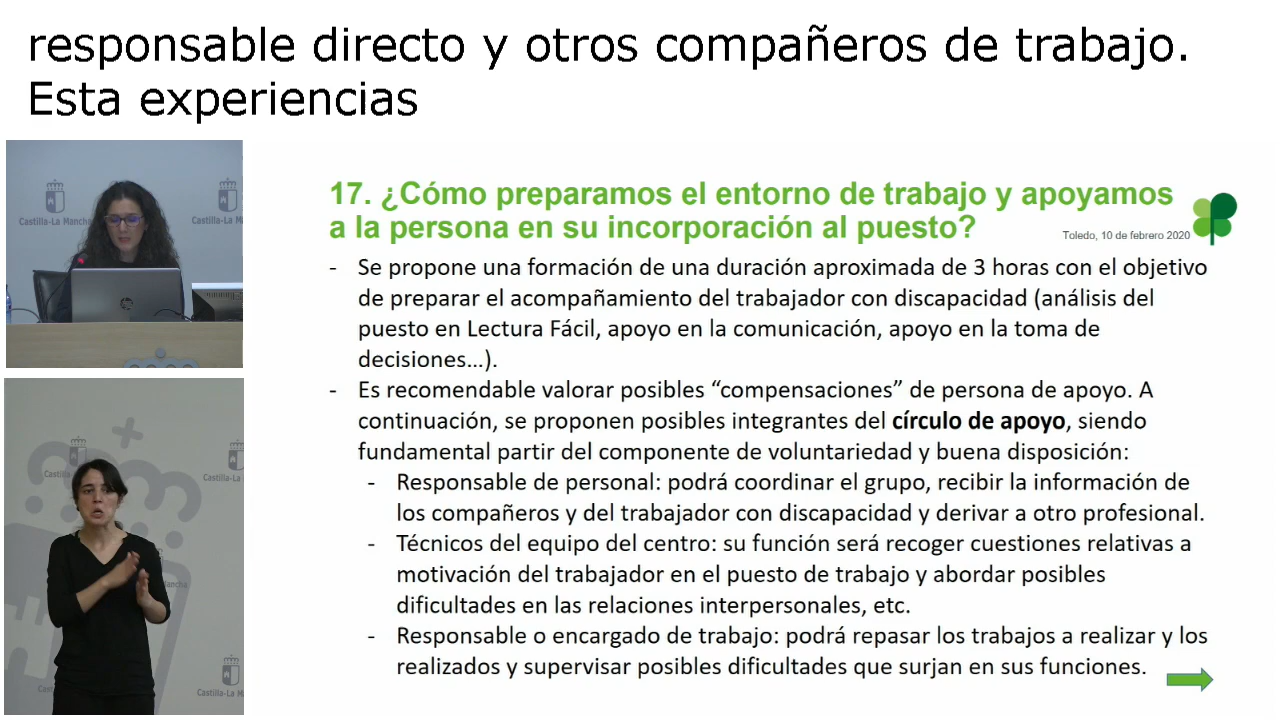 responsable directo y otros compañeros de trabajo.
Esta experiencias
Castilla-La Mancha
Castilla-La M
17. ¿Cómo preparamos el entorno de trabajo y apoyamos
a la persona en su incorporación al puesto?
Toledo, 10 de febrero 2020
- Se propone una formación de una duración aproximada de 3 horas con el objetivo
de preparar el acompañamiento del trabajador con discapacidad (análisis del
puesto en Lectura Fácil, apoyo en la comunicación, apoyo en la toma de
decisiones…).
- Es recomendable valorar posibles “compensaciones” de persona de apoyo. A
continuación, se proponen posibles integrantes del círculo de apoyo, siendo
fundamental partir del componente de voluntariedad y buena disposición:
- Responsable de personal: podrá coordinar el grupo, recibir la información de
los compañeros y del trabajador con discapacidad y derivar a otro profesional.
- Técnicos del equipo del centro: su función será recoger cuestiones relativas a
motivación del trabajador en el puesto de trabajo y abordar posibles
dificultades en las relaciones interpersonales, etc.
- Responsable o encargado de trabajo: podrá repasar los trabajos a realizar y los
realizados y supervisar posibles dificultades que surjan en sus funciones.
Castilla-La
Mancha
Castilla-La M